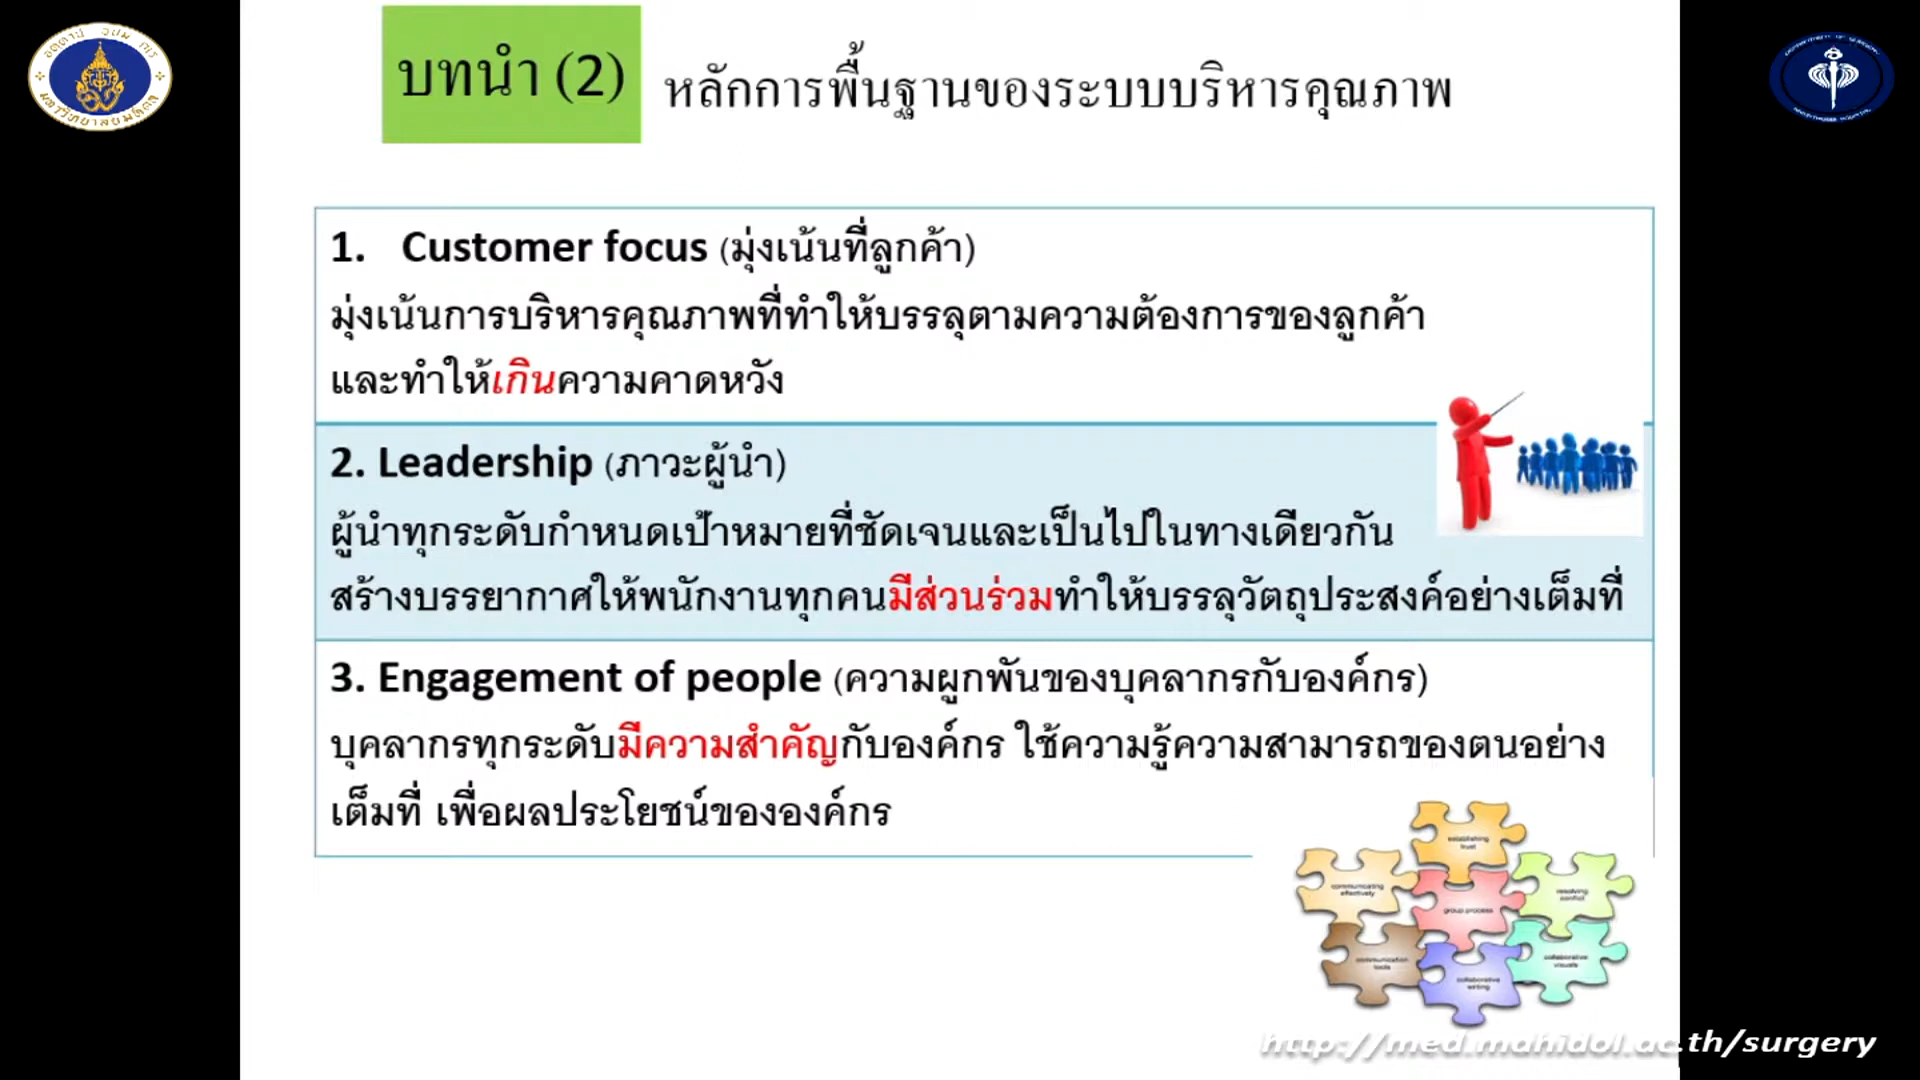 บทนำ (2)
หลักการพื้นฐานของระบบบริหารคุณภาพ
1. Customer focus (มุ่งเน้นที่ลูกค้า)
มุ่งเน้นการบริหารคุณภาพที่ทำให้บรรลุตามความต้องการของลูกค้า
และทำให้เกินความคาดหวัง
2. Leadership (ภาวะผู้นำ)
ผู้นำทุกระดับกำหนดเป้าหมายที่ชัดเจนและเป็นไปในทางเดียวกัน
สร้างบรรยากาศให้พนักงานทุกคนมีส่วนร่วมทำให้บรรลุวัตถุประสงค์อย่างเต็มที่
3. Engagement of people (ความผูกพันของบุคลากรกับองค์กร)
บุคลากรทุกระดับมีความสำคัญกับองค์กร ใช้ความรู้ความสามารถของตนอย่าง
เต็มที่ เพื่อผลประโยชน์ขององค์กร
establishing
trust
communicating
effectively
resolving
conflict
group process
communication
tools
collaborative
visuals
collaborative
writing
http://med.mahidol.ac.th/surgery